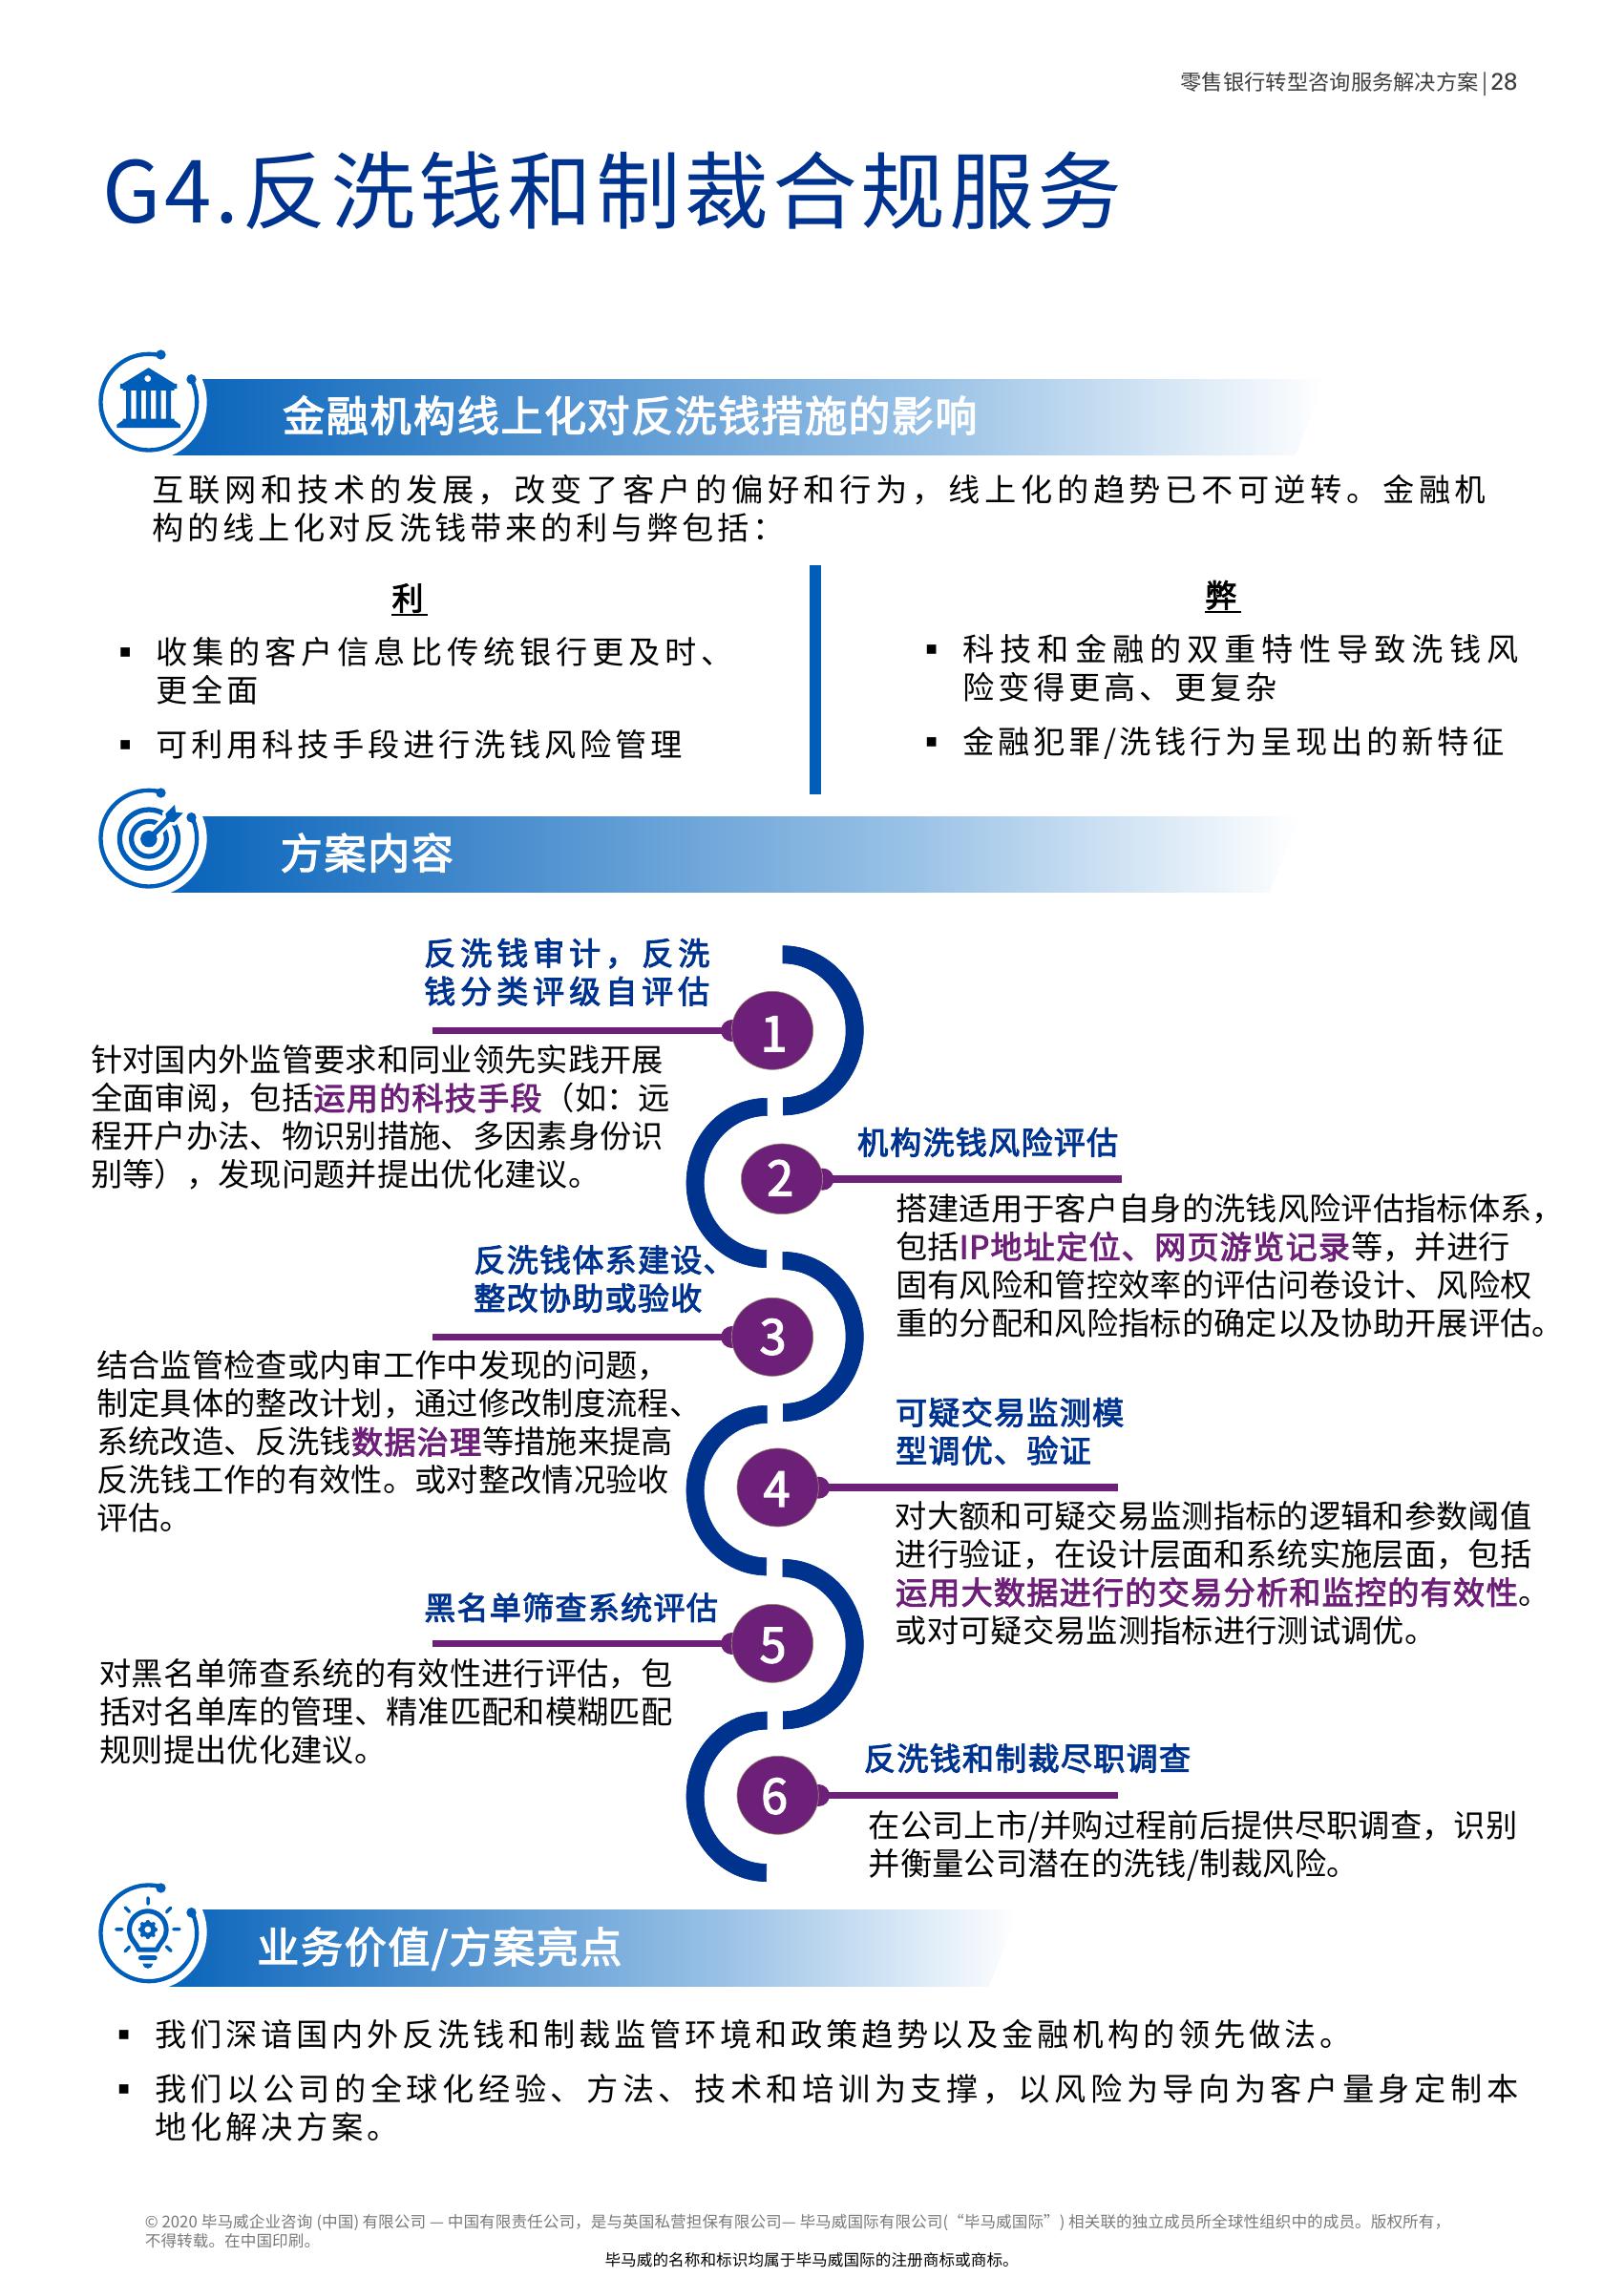 零售银行转型咨询服务解决方案|28
G4.反洗钱和制裁合规服务
金融机构线上化对反洗钱措施的影响
互联网和技术的发展，改变了客户的偏好和行为，线上化的趋势已不可逆转。金融机
构的线上化对反洗钱带来的利与弊包括：
利
▪ 收集的客户信息比传统银行更及时、
更全面
▪ 可利用科技手段进行洗钱风险管理
弊
▪ 科技和金融的双重特性导致洗钱风
险变得更高、更复杂
▪ 金融犯罪/洗钱行为呈现出的新特征
方案内容
反洗钱审计，反洗
钱分类评级自评估
1
针对国内外监管要求和同业领先实践开展
全面审阅，包括运用的科技手段（如：远
程开户办法、物识别措施、多因素身份识
别等），发现问题并提出优化建议。
机构洗钱风险评估
2
搭建适用于客户自身的洗钱风险评估指标体系，
包括IP地址定位、网页游览记录等，并进行
固有风险和管控效率的评估问卷设计、风险权
重的分配和风险指标的确定以及协助开展评估。
反洗钱体系建设、
整改协助或验收
3
结合监管检查或内审工作中发现的问题，
制定具体的整改计划，通过修改制度流程、
系统改造、反洗钱数据治理等措施来提高
反洗钱工作的有效性。或对整改情况验收
评估。
可疑交易监测模
型调优、验证
4
对大额和可疑交易监测指标的逻辑和参数阈值
进行验证，在设计层面和系统实施层面，包括
运用大数据进行的交易分析和监控的有效性。
或对可疑交易监测指标进行测试调优。
黑名单筛查系统评估
5
对黑名单筛查系统的有效性进行评估，包
括对名单库的管理、精准匹配和模糊匹配
规则提出优化建议。
反洗钱和制裁尽职调查
6
在公司上市/并购过程前后提供尽职调查，识别
并衡量公司潜在的洗钱/制裁风险。
业务价值/方案亮点
▪ 我们深谙国内外反洗钱和制裁监管环境和政策趋势以及金融机构的领先做法。
▪ 我们以公司的全球化经验、方法、技术和培训为支撑，以风险为导向为客户量身定制本
地化解决方案。
© 2020 毕马威企业咨询 (中国) 有限公司 — 中国有限责任公司，是与英国私营担保有限公司— 毕马威国际有限公司(“毕马威国际”) 相关联的独立成员所全球性组织中的成员。版权所有，
不得转载。在中国印刷。
毕马威的名称和标识均属于毕马威国际的注册商标或商标。